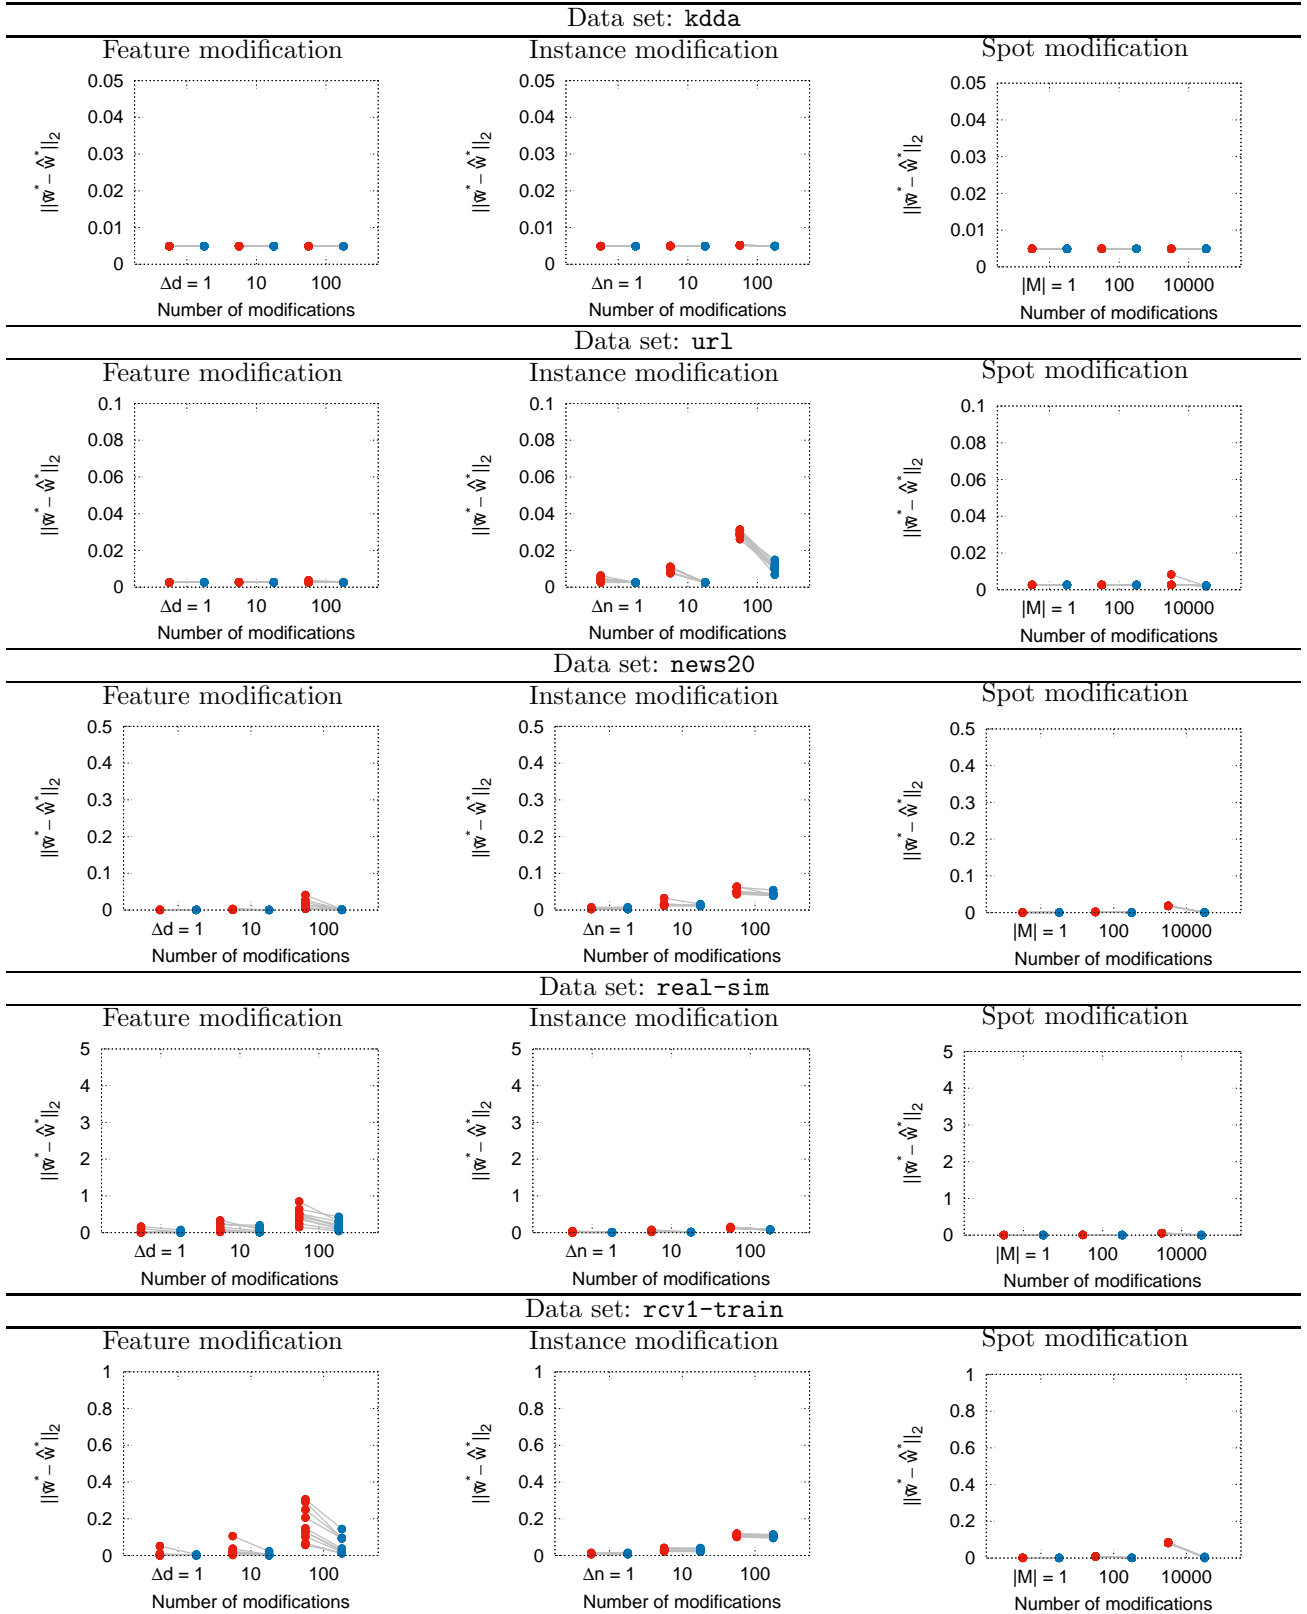 Data set: kdda
Feature modification
Instance modification
Spot modification
||w̃* – ŵ*||₂
0.05
0.04
0.03
0.02
0.01
0
Δd = 1 10 100
Number of modifications
||w̃* – ŵ*||₂
0.05
0.04
0.03
0.02
0.01
0
Δn = 1 10 100
Number of modifications
||w̃* – ŵ*||₂
0.05
0.04
0.03
0.02
0.01
0
|M| = 1 100 10000
Number of modifications
Data set: url
Feature modification
Instance modification
Spot modification
||w̃* – ŵ*||₂
0.1
0.08
0.06
0.04
0.02
0
Δd = 1 10 100
Number of modifications
||w̃* – ŵ*||₂
0.1
0.08
0.06
0.04
0.02
0
Δn = 1 10 100
Number of modifications
||w̃* – ŵ*||₂
0.1
0.08
0.06
0.04
0.02
0
|M| = 1 100 10000
Number of modifications
Data set: news20
Feature modification
Instance modification
Spot modification
||w̃* – ŵ*||₂
0.5
0.4
0.3
0.2
0.1
0
Δd = 1 10 100
Number of modifications
||w̃* – ŵ*||₂
0.5
0.4
0.3
0.2
0.1
0
Δn = 1 10 100
Number of modifications
||w̃* – ŵ*||₂
0.5
0.4
0.3
0.2
0.1
0
|M| = 1 100 10000
Number of modifications
Data set: real-sim
Feature modification
Instance modification
Spot modification
||w̃* – ŵ*||₂
5
4
3
2
1
0
Δd = 1 10 100
Number of modifications
||w̃* – ŵ*||₂
5
4
3
2
1
0
Δn = 1 10 100
Number of modifications
||w̃* – ŵ*||₂
5
4
3
2
1
0
|M| = 1 100 10000
Number of modifications
Data set: rcv1-train
Feature modification
Instance modification
Spot modification
||w̃* – ŵ*||₂
1
0.8
0.6
0.4
0.2
0
Δd = 1 10 100
Number of modifications
||w̃* – ŵ*||₂
1
0.8
0.6
0.4
0.2
0
Δn = 1 10 100
Number of modifications
||w̃* – ŵ*||₂
1
0.8
0.6
0.4
0.2
0
|M| = 1 100 10000
Number of modifications